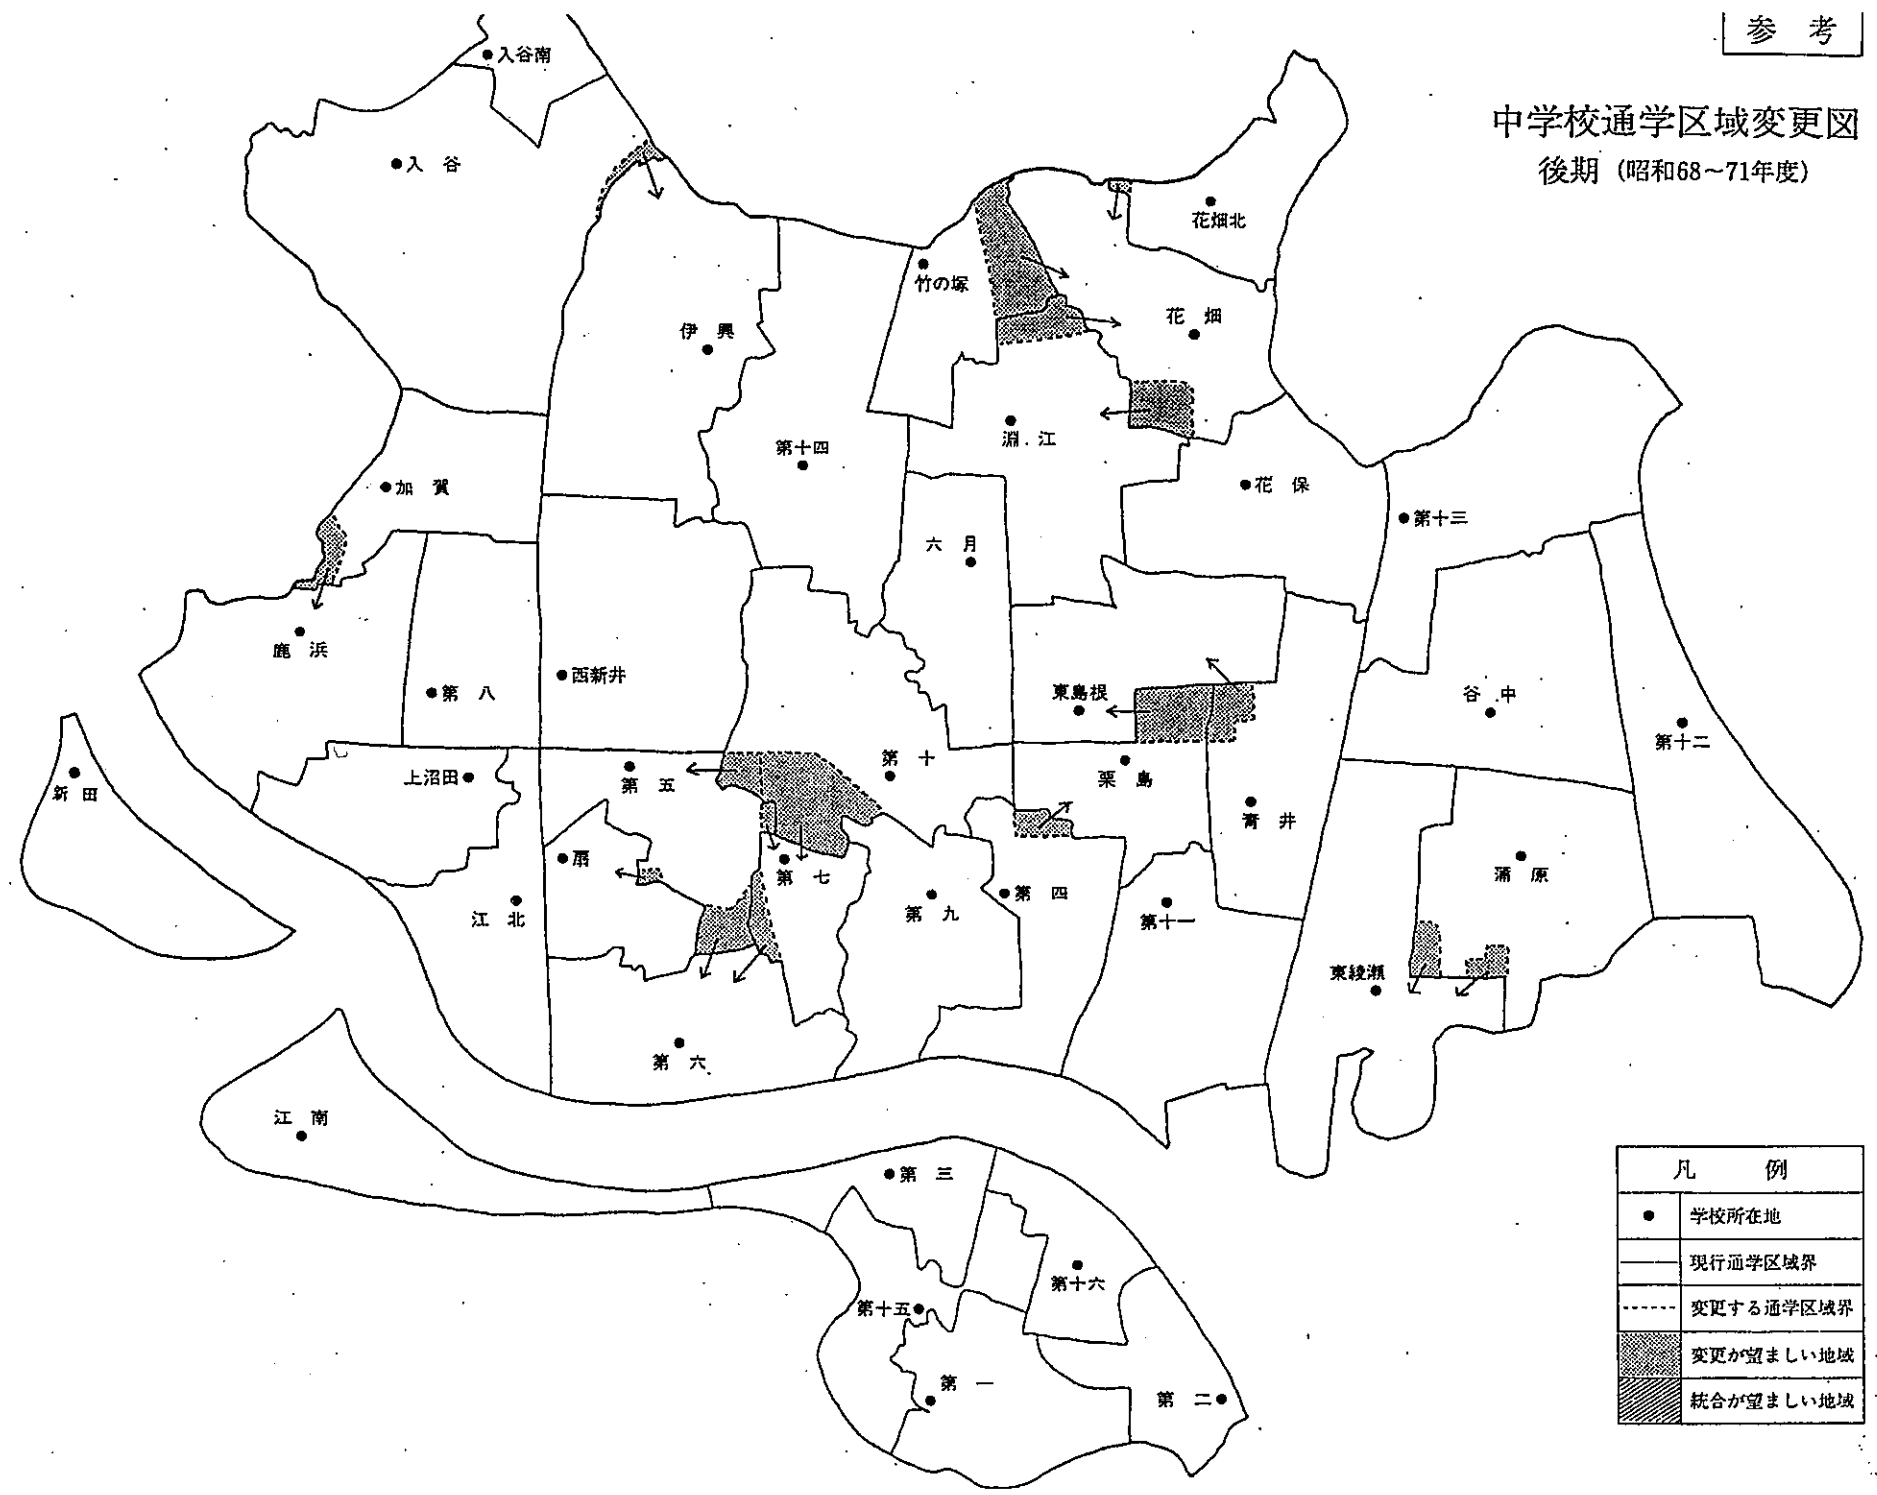 参考
中学校通学区域変更図
後期(昭和68~71年度)
入谷南
入谷
花畑北
竹の塚
伊興
花畑
淵江
第十四
加賀
花保
第十三
六月
鹿浜
西新井
第八
東島根
谷中
第十二
新田
上沼田
第五
第十
栗島
青井
扇
第七
蒲原
江北
第九
第四
第十一
東綾瀬
第六
江南
第三
第十六
第十五
第一
第二
凡例
学校所在地
現行通学区域界
変更する通学区域界
変更が望ましい地域
統合が望ましい地域